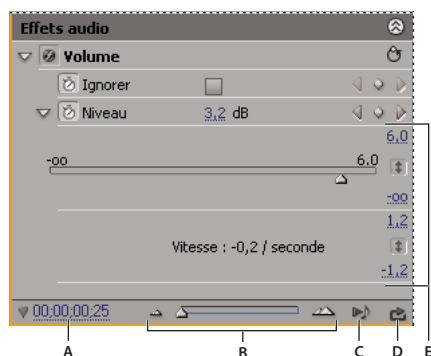 Effets audio
Volume
Ignorer
Niveau 3,2 dB
6,0
-oo 6,0
-oo
1,2
Vitesse : -0,2 / seconde
-1,2
00;00;00;25
A B C D E